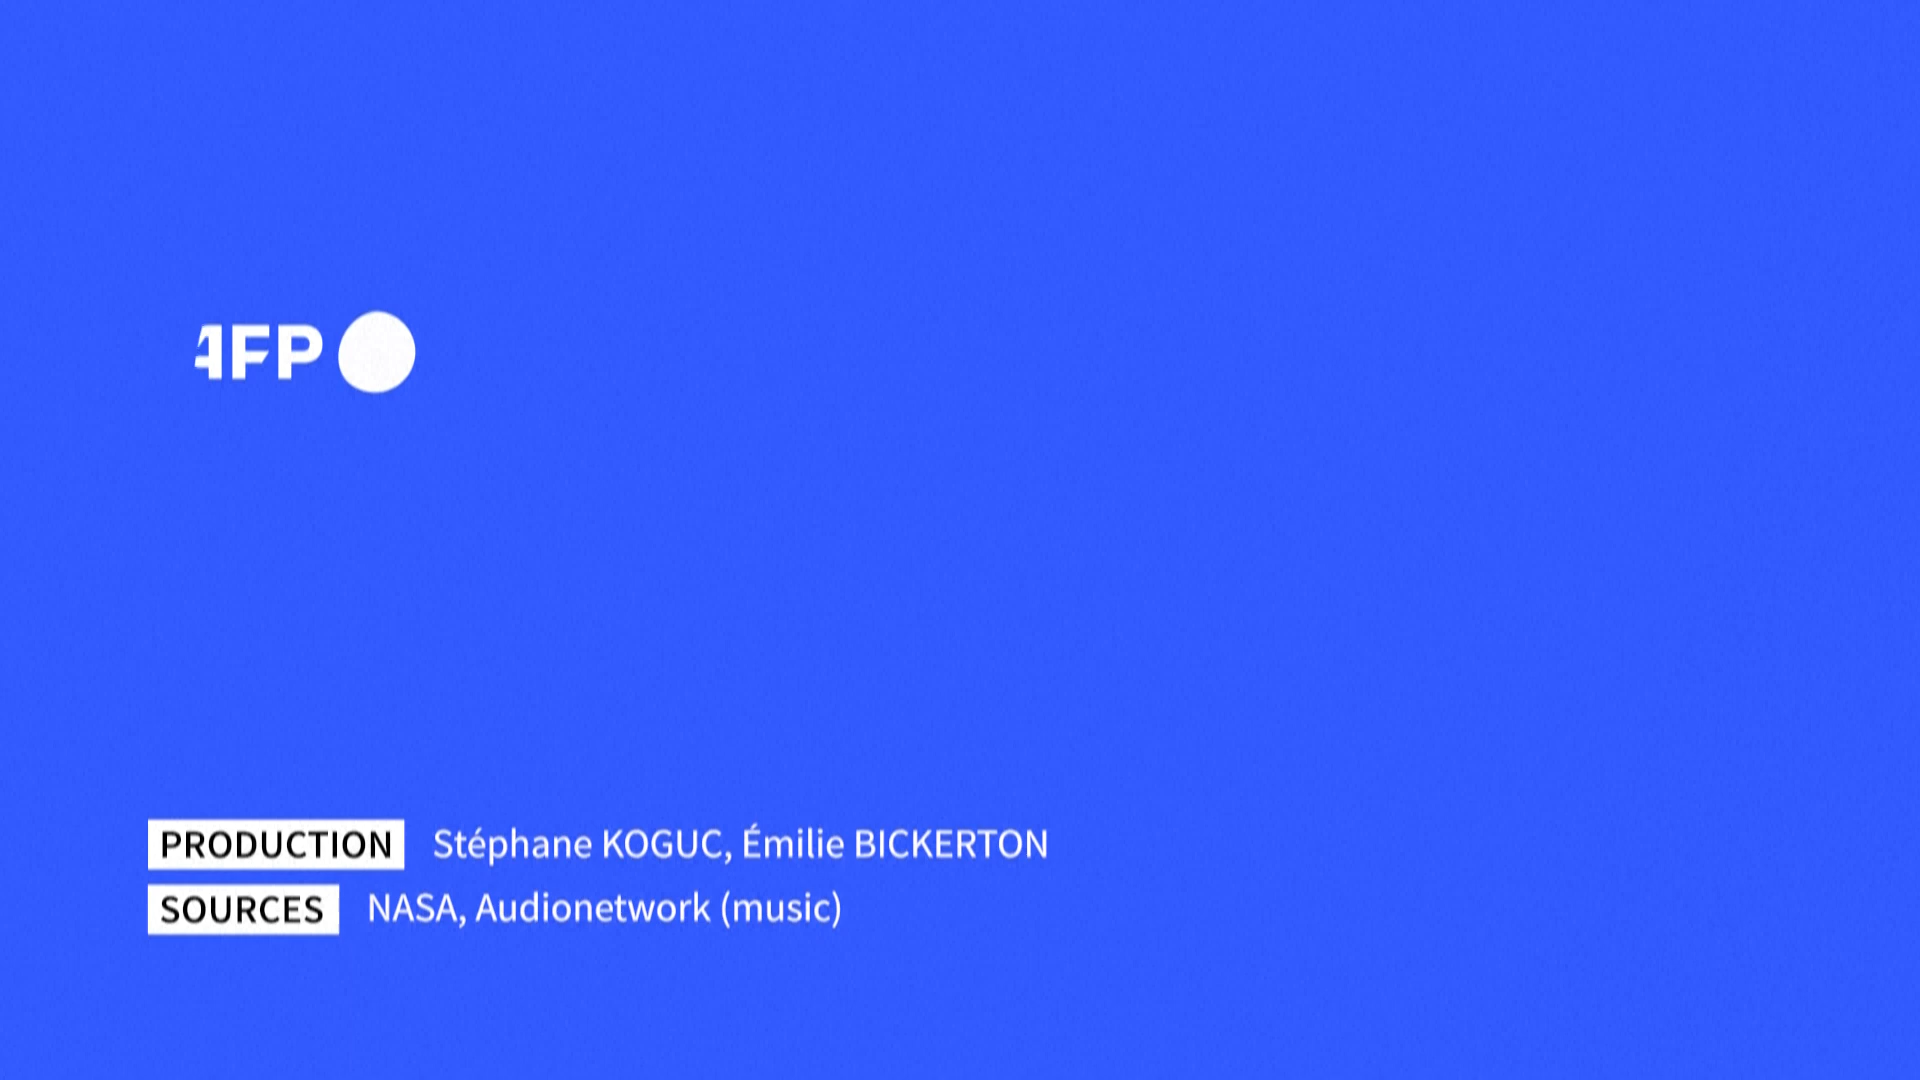 AFP
PRODUCTION Stéphane KOGUC, Émilie BICKERTON
SOURCES NASA, Audionetwork (music)